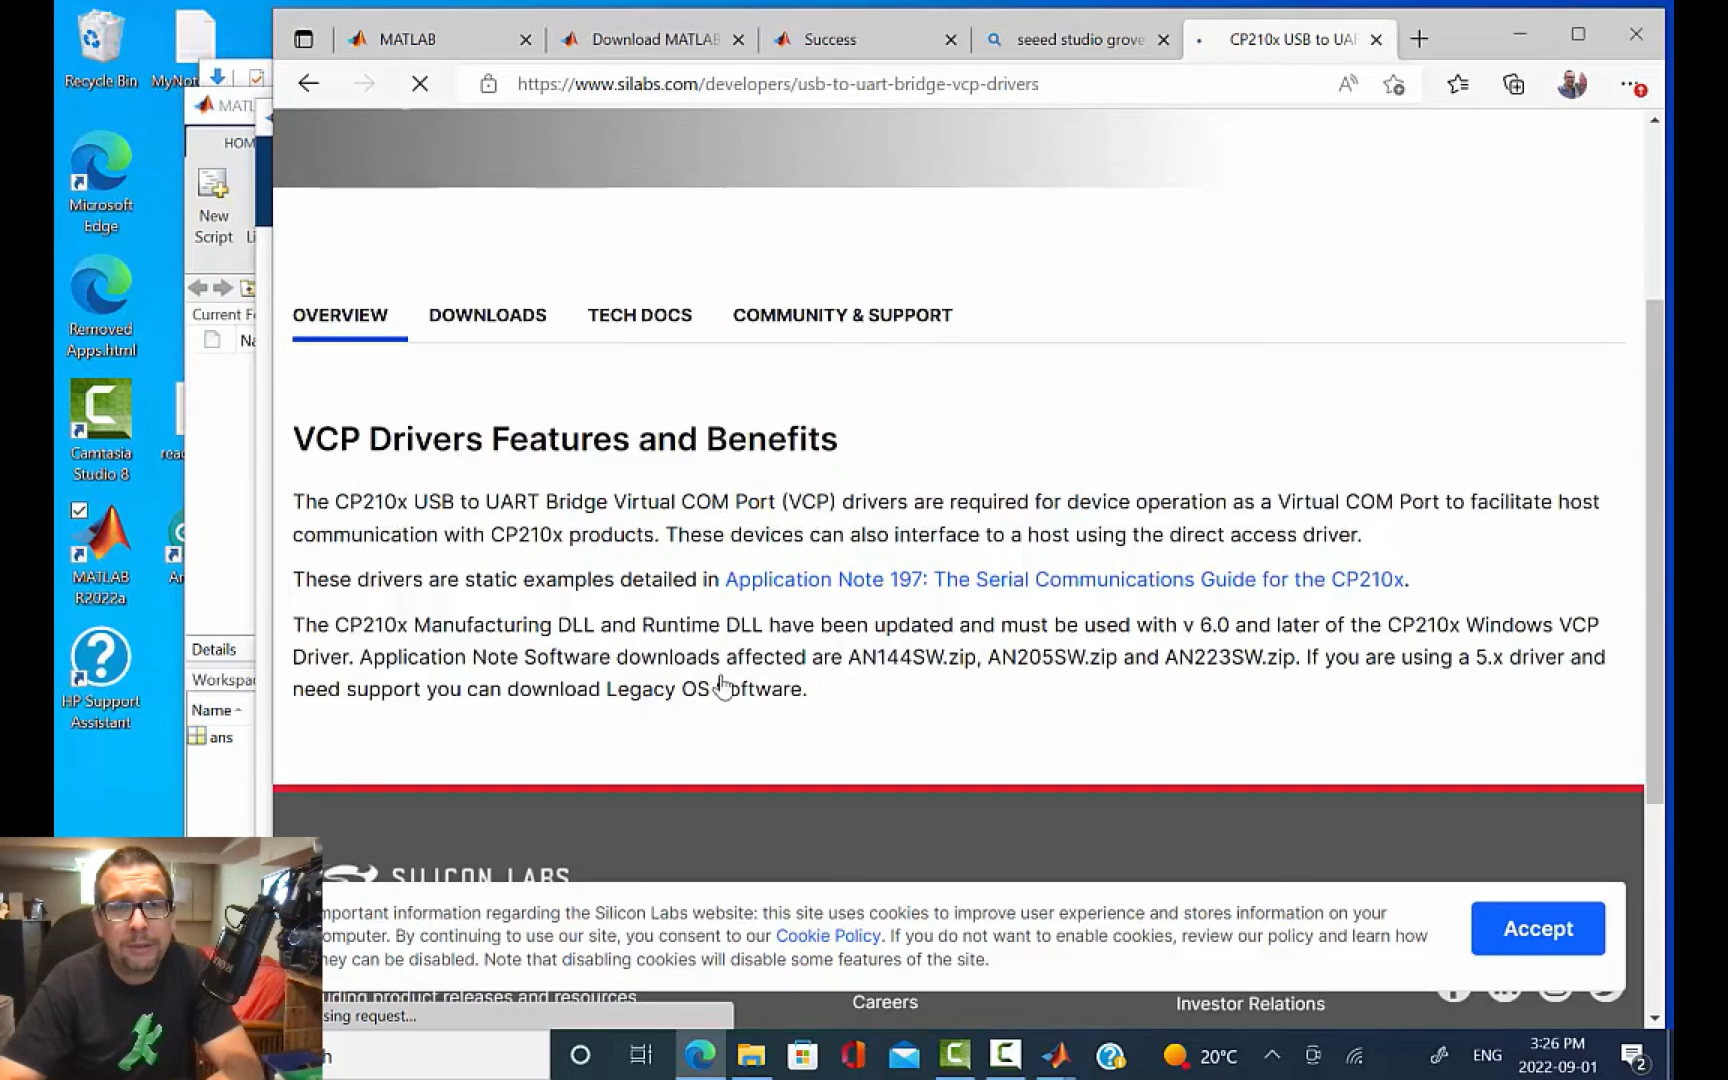 Recycle Bin
MyNot
Microsoft
Edge
Removed
Apps.html
Camtasia
Studio 8
MATLAB
R2022a
HP Support
Assistant
MATL
HOM
New
Script
Current F
Details
Workspa
Name
ans
MATLAB
Download MATLAB
Success
seeed studio grove
CP210x USB to UA
https://www.silabs.com/developers/usb-to-uart-bridge-vcp-drivers
OVERVIEW DOWNLOADS TECH DOCS COMMUNITY & SUPPORT
VCP Drivers Features and Benefits
The CP210x USB to UART Bridge Virtual COM Port (VCP) drivers are required for device operation as a Virtual COM Port to facilitate host
communication with CP210x products. These devices can also interface to a host using the direct access driver.
These drivers are static examples detailed in Application Note 197: The Serial Communications Guide for the CP210x.
The CP210x Manufacturing DLL and Runtime DLL have been updated and must be used with v 6.0 and later of the CP210x Windows VCP
Driver. Application Note Software downloads affected are AN144SW.zip, AN205SW.zip and AN223SW.zip. If you are using a 5.x driver and
need support you can download Legacy OS Software.
SILICON LABS
mportant information regarding the Silicon Labs website: this site uses cookies to improve user experience and stores information on your
omputer. By continuing to use our site, you consent to our Cookie Policy. If you do not want to enable cookies, review our policy and learn how
hey can be disabled. Note that disabling cookies will disable some features of the site.
Accept
uding product releases and resources
Careers
Investor Relations
sing request...
h
20°C
ENG
3:26 PM
2022-09-01
2